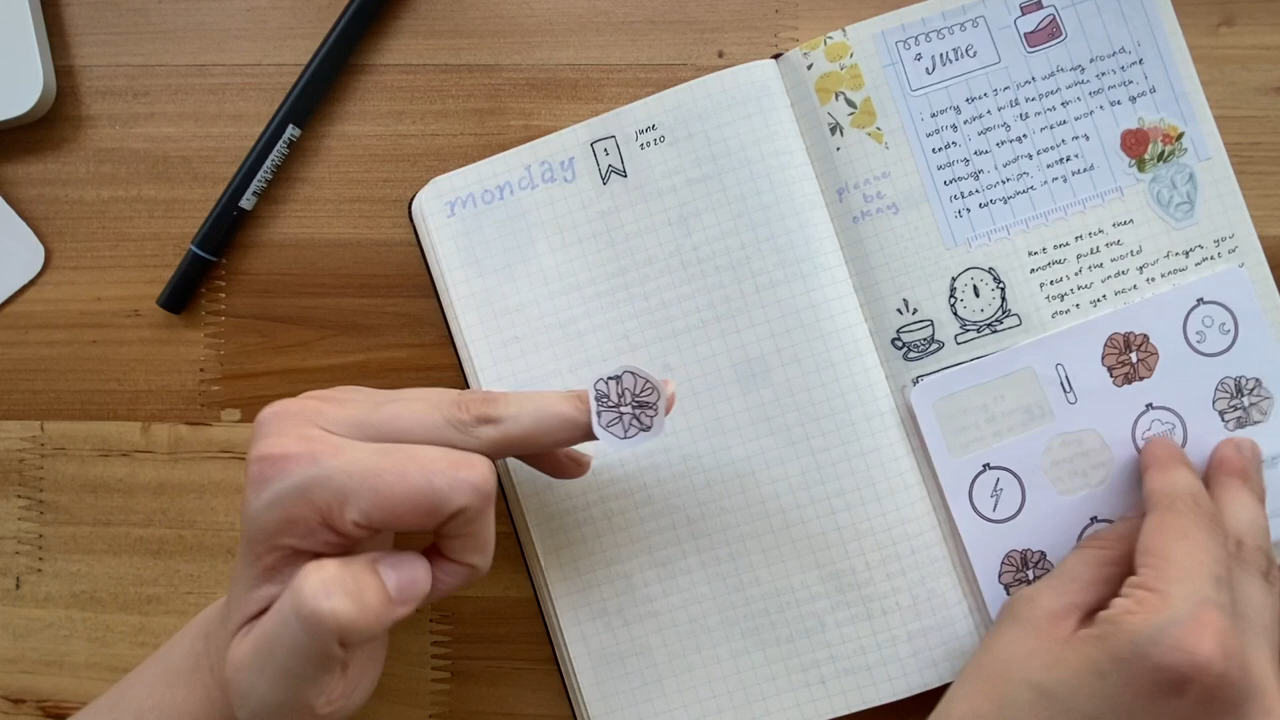 monday
1
june
2020
june
i worry that i'm just wafting around, i
worry what will happen when this time
ends, i worry i'll miss this too much, i
worry the things i make won't be good
enough. i worry about my
relationships, i worry.
it's everywhere in my head.
please
be
okay
knit one stitch, then
another. pull the
pieces of the world
together under your fingers, you
don't yet have to know what or